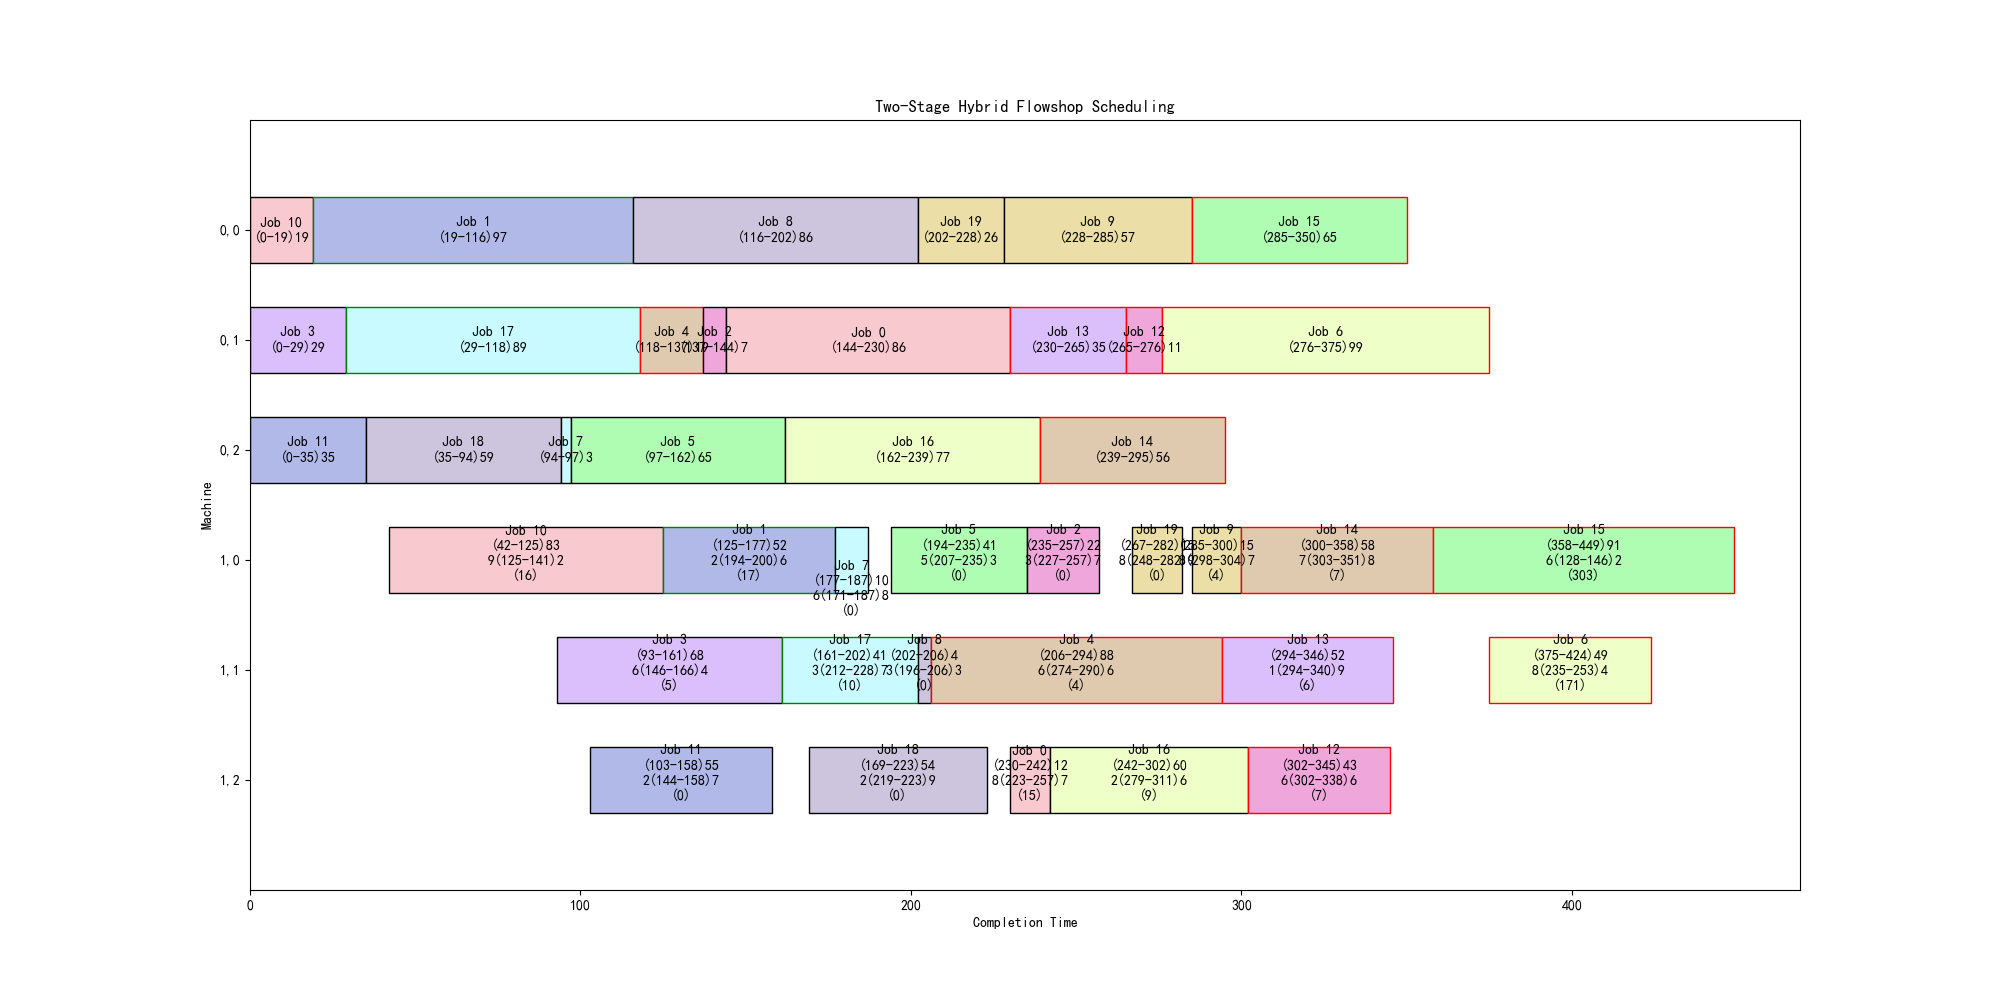 Two-Stage Hybrid Flowshop Scheduling
0,0
Job 10
(0-19)19
Job 1
(19-116)97
Job 8
(116-202)86
Job 19
(202-228)26
Job 9
(228-285)57
Job 15
(285-350)65
0,1
Job 3
(0-29)29
Job 17
(29-118)89
Job 4
(118-137)19
Job 2
(137-144)7
Job 0
(144-230)86
Job 13
(230-265)35
Job 12
(265-276)11
Job 6
(276-375)99
0,2
Job 11
(0-35)35
Job 18
(35-94)59
Job 7
(94-97)3
Job 5
(97-162)65
Job 16
(162-239)77
Job 14
(239-295)56
Machine
1,0
Job 10
(42-125)83
9(125-141)2
(16)
Job 1
(125-177)52
2(194-200)6
(17)
Job 7
(177-187)10
6(171-187)8
(0)
Job 5
(194-235)41
5(207-235)3
(0)
Job 2
(235-257)22
3(227-257)7
(0)
Job 19
(267-282)15
8(248-282)
(0)
Job 9
(285-300)15
(298-304)7
(4)
Job 14
(300-358)58
7(303-351)8
(7)
Job 15
(358-449)91
6(128-146)2
(303)
1,1
Job 3
(93-161)68
6(146-166)4
(5)
Job 17
(161-202)41
3(212-228)7
(10)
Job 8
(202-206)4
3(196-206)3
(0)
Job 4
(206-294)88
6(274-290)6
(4)
Job 13
(294-346)52
1(294-340)9
(6)
Job 6
(375-424)49
8(235-253)4
(171)
1,2
Job 11
(103-158)55
2(144-158)7
(0)
Job 18
(169-223)54
2(219-223)9
(0)
Job 0
(230-242)12
8(223-257)7
(15)
Job 16
(242-302)60
2(279-311)6
(9)
Job 12
(302-345)43
6(302-338)6
(7)
0
100
200
300
400
Completion Time